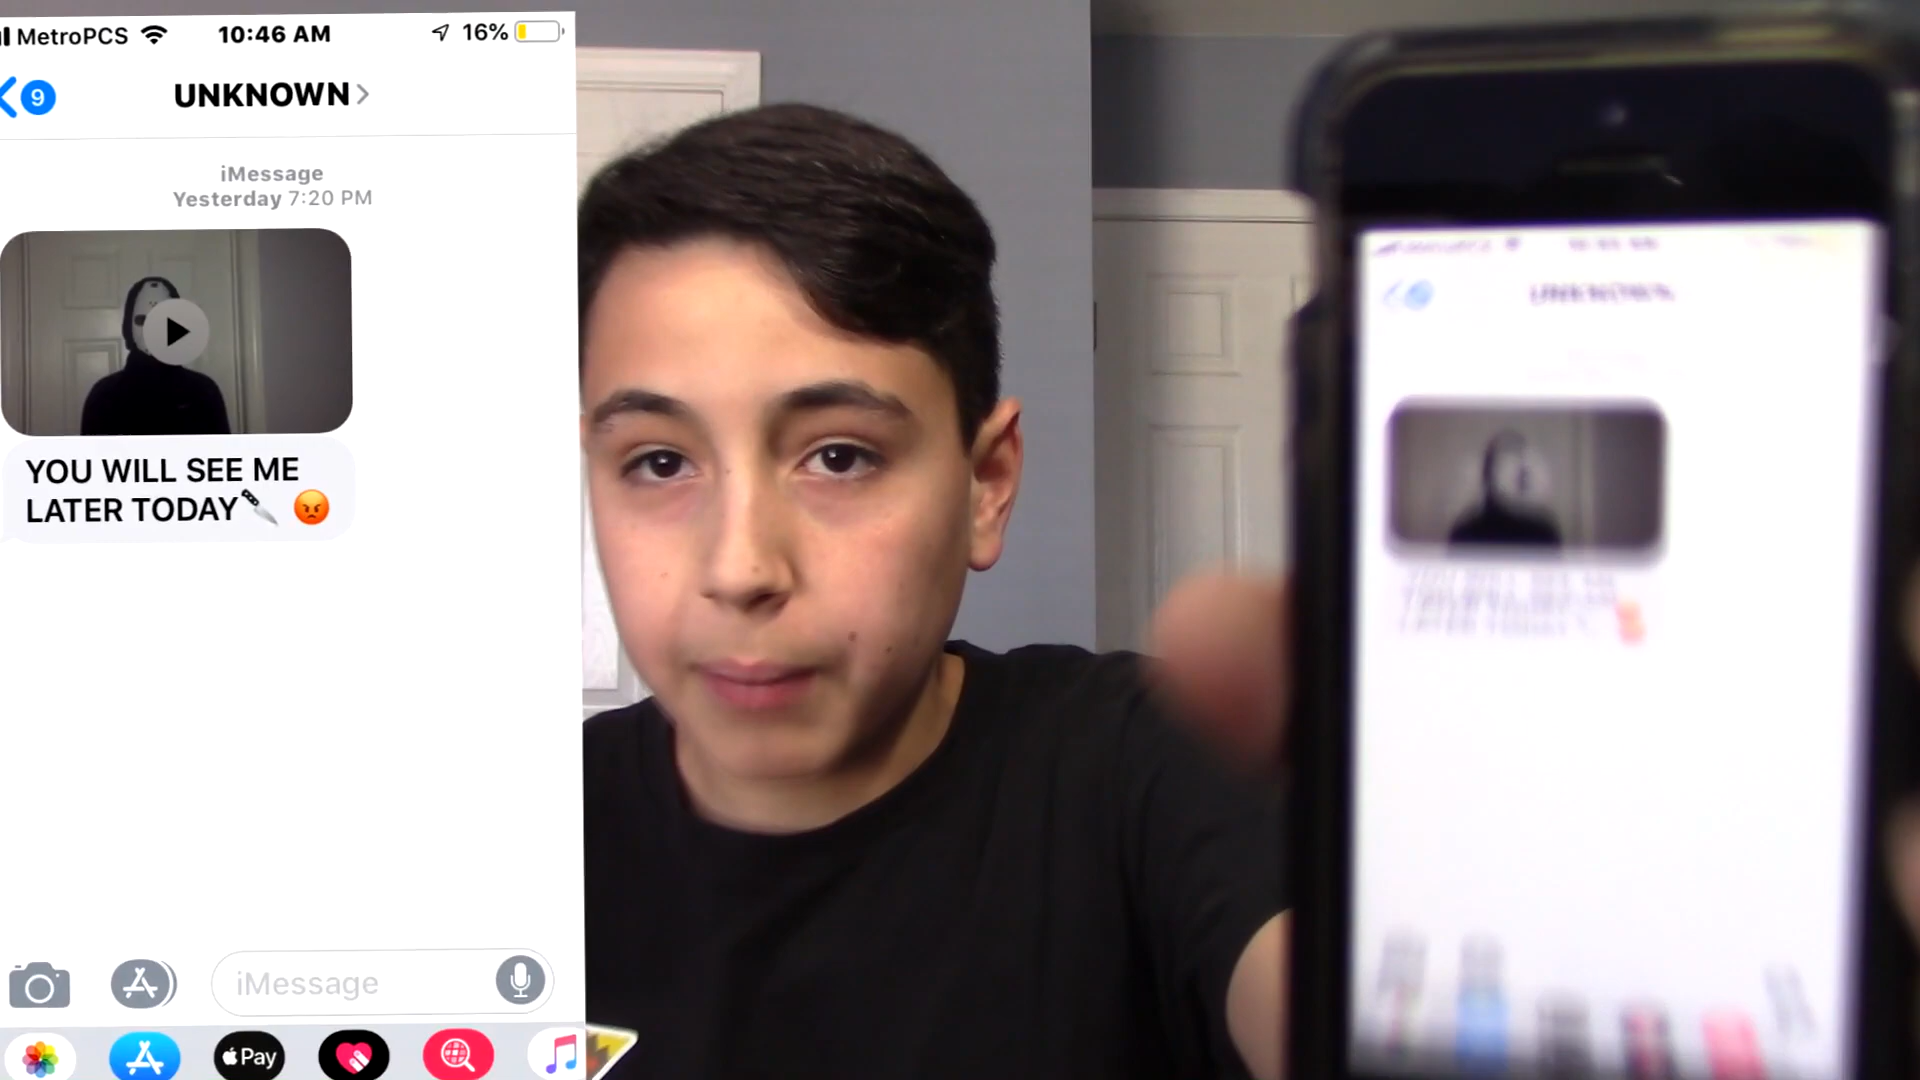 MetroPCS 10:46 AM 16%
9
UNKNOWN
iMessage
Yesterday 7:20 PM
YOU WILL SEE ME
LATER TODAY🔪 😡
iMessage
Pay
UNKNOWN